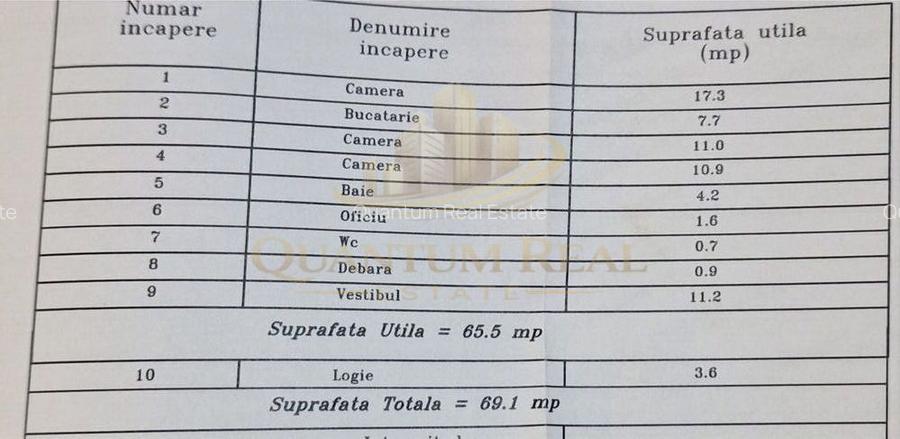 Numar incapere Denumire incapere Suprafata utila (mp)
1 Camera 17.3
2 Bucatarie 7.7
3 Camera 11.0
4 Camera 10.9
5 Baie 4.2
6 Oficiu 1.6
7 Wc 0.7
8 Debara 0.9
9 Vestibul 11.2
Suprafata Utila = 65.5 mp
10 Logie 3.6
Suprafata Totala = 69.1 mp
Quantum Real Estate
QUANTUM REAL
ESTATE